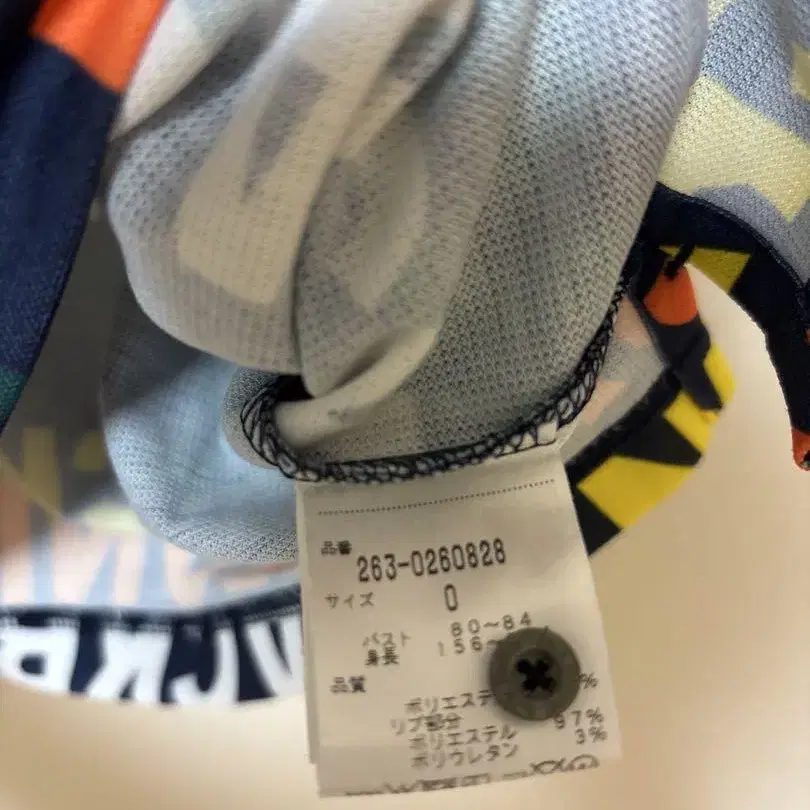 品番
263-0260828
サイズ 0
バスト 80~84
身長 156~
品質
ポリエステ %
リブ部分
ポリエステル 97%
ポリウレタン 3%